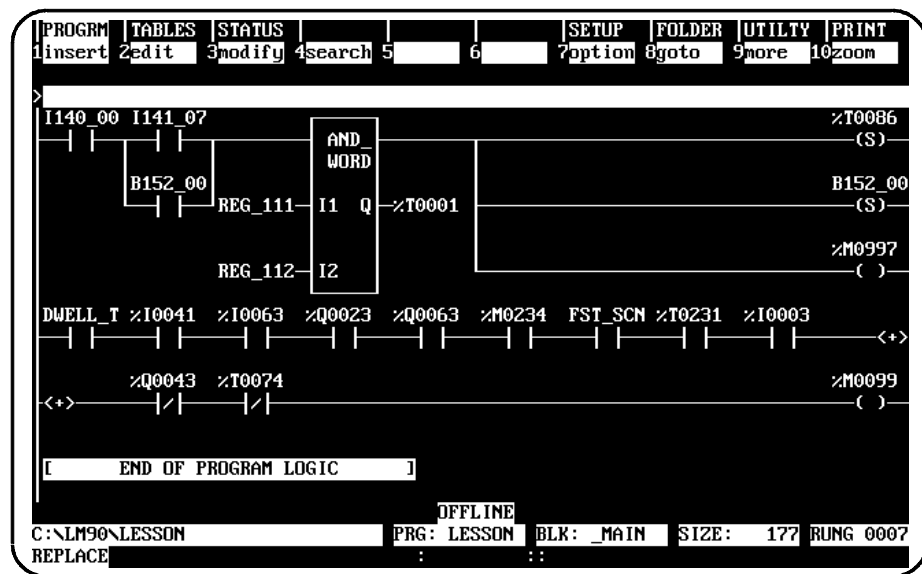 PROGRM TABLES STATUS SETUP FOLDER UTILTY PRINT
1insert 2edit 3modify 4search 5 6 7option 8goto 9more 10zoom
>
I140_00 I141_07 %T0086
AND_ (S)
WORD
B152_00 B152_00
REG_111 I1 Q %T0001 (S)
%M0997
REG_112 I2 ( )
DWELL_T %I0041 %I0063 %Q0023 %Q0063 %M0234 FST_SCN %T0231 %I0003
<+>
%Q0043 %T0074 %M0099
<+> ( )
[ END OF PROGRAM LOGIC ]
OFFLINE
C:\LM90\LESSON PRG: LESSON BLK: _MAIN SIZE: 177 RUNG 0007
REPLACE : ::